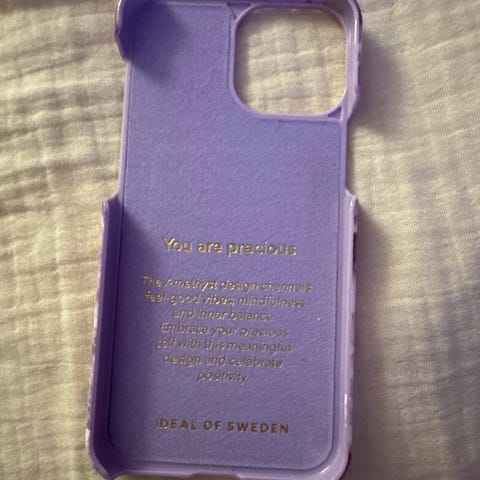 You are precious
The Amethyst design channels
feel-good vibes, mindfulness
and inner balance.
Embrace your precious
self with this meaningful
design and celebrate
positivity.
IDEAL OF SWEDEN